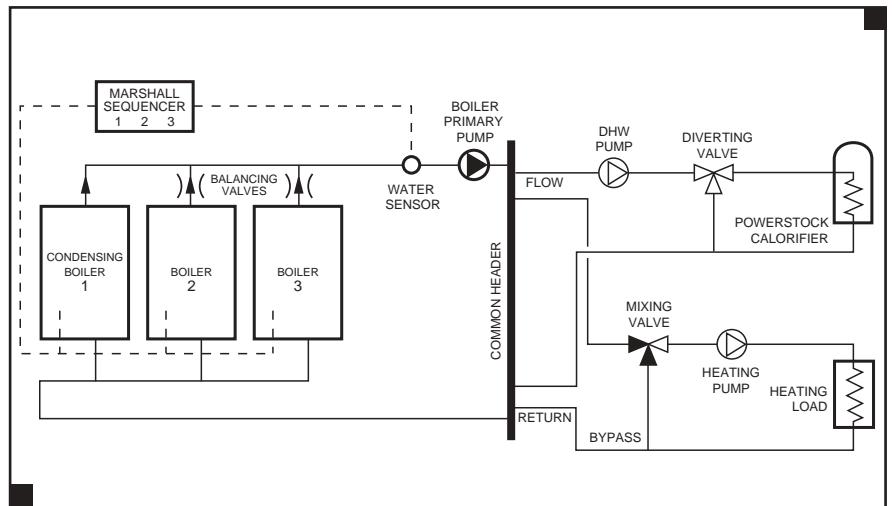 MARSHALL
SEQUENCER
1 2 3
BOILER
PRIMARY
PUMP
DHW
PUMP
DIVERTING
VALVE
BALANCING
VALVES
WATER
SENSOR
FLOW
POWERSTOCK
CALORIFIER
CONDENSING
BOILER
1
BOILER
2
BOILER
3
COMMON HEADER
MIXING
VALVE
HEATING
PUMP
HEATING
LOAD
RETURN
BYPASS